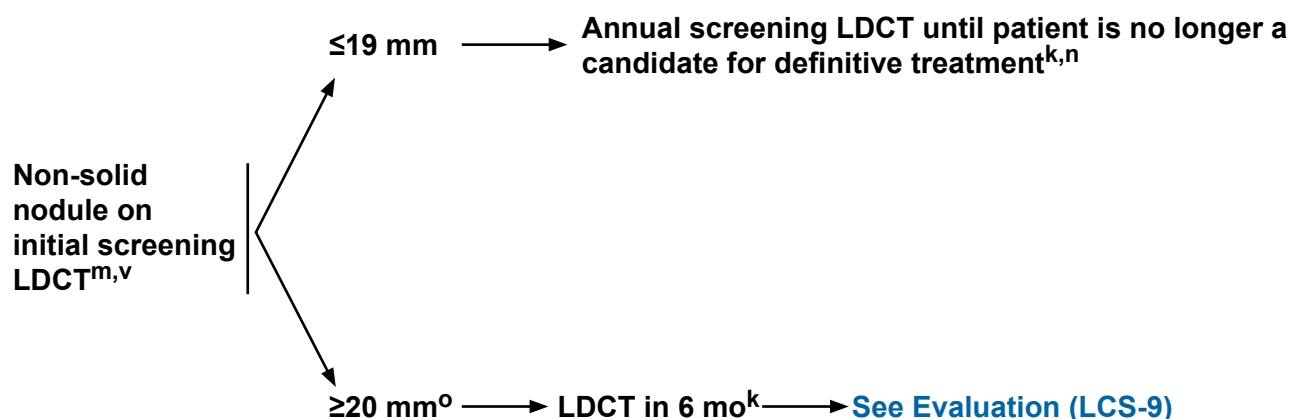 ≤19 mm
Annual screening LDCT until patient is no longer a
candidate for definitive treatmentk,n
Non-solid
nodule on
initial screening
LDCTm,v
≥20 mmo
LDCT in 6 mok
See Evaluation (LCS-9)